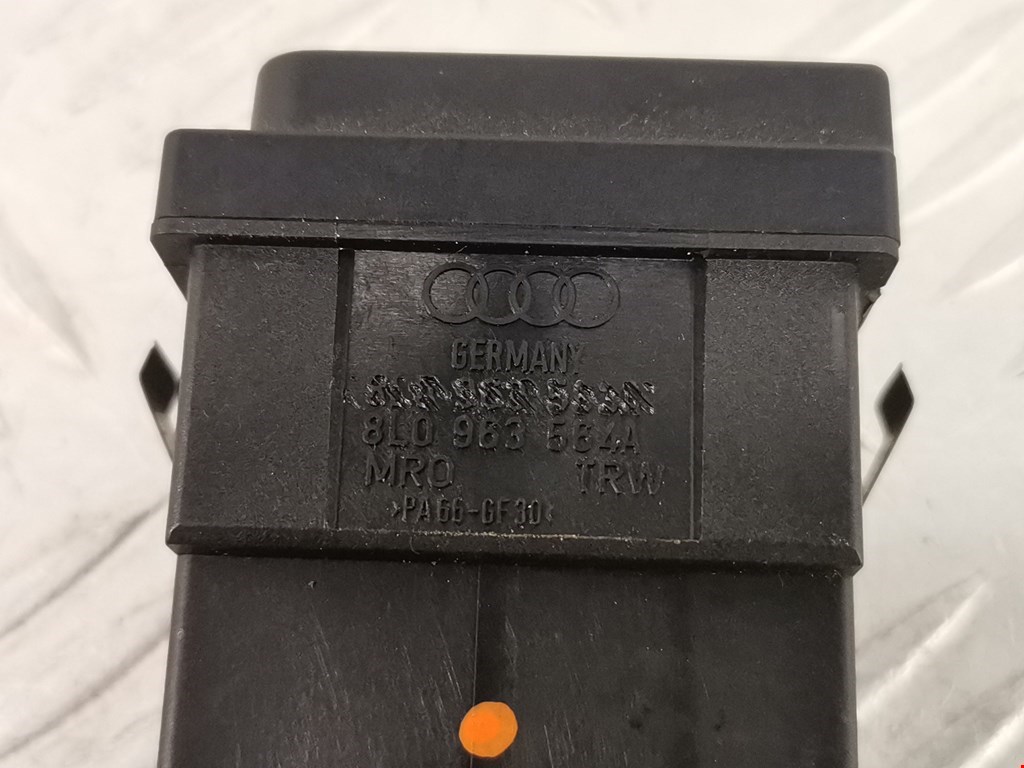 GERMANY
8L0 963 564A
MRO TRW
>PA66-GF30<